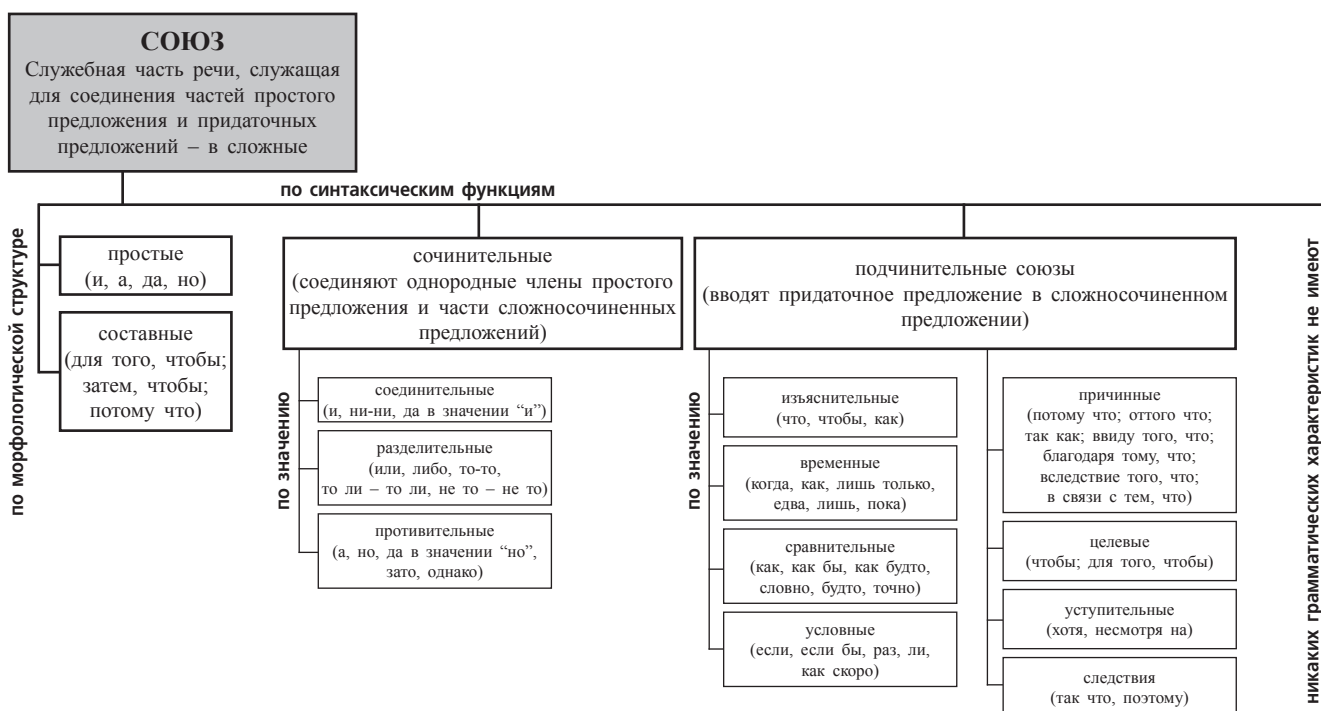 СОЮЗ
Служебная часть речи, служащая
для соединения частей простого
предложения и придаточных
предложений – в сложные
по синтаксическим функциям
по морфологической структуре
простые
(и, а, да, но)
составные
(для того, чтобы;
затем, чтобы;
потому что)
сочинительные
(соединяют однородные члены простого
предложения и части сложносочиненных
предложений)
по значению
соединительные
(и, ни-ни, да в значении “и”)
разделительные
(или, либо, то-то,
то ли – то ли, не то – не то)
противительные
(а, но, да в значении “но”,
зато, однако)
подчинительные союзы
(вводят придаточное предложение в сложносочиненном
предложении)
по значению
изъяснительные
(что, чтобы, как)
временные
(когда, как, лишь только,
едва, лишь, пока)
сравнительные
(как, как бы, как будто,
словно, будто, точно)
условные
(если, если бы, раз, ли,
как скоро)
причинные
(потому что; оттого что;
так как; ввиду того, что;
благодаря тому, что;
вследствие того, что;
в связи с тем, что)
целевые
(чтобы; для того, чтобы)
уступительные
(хотя, несмотря на)
следствия
(так что, поэтому)
никаких грамматических характеристик не имеют